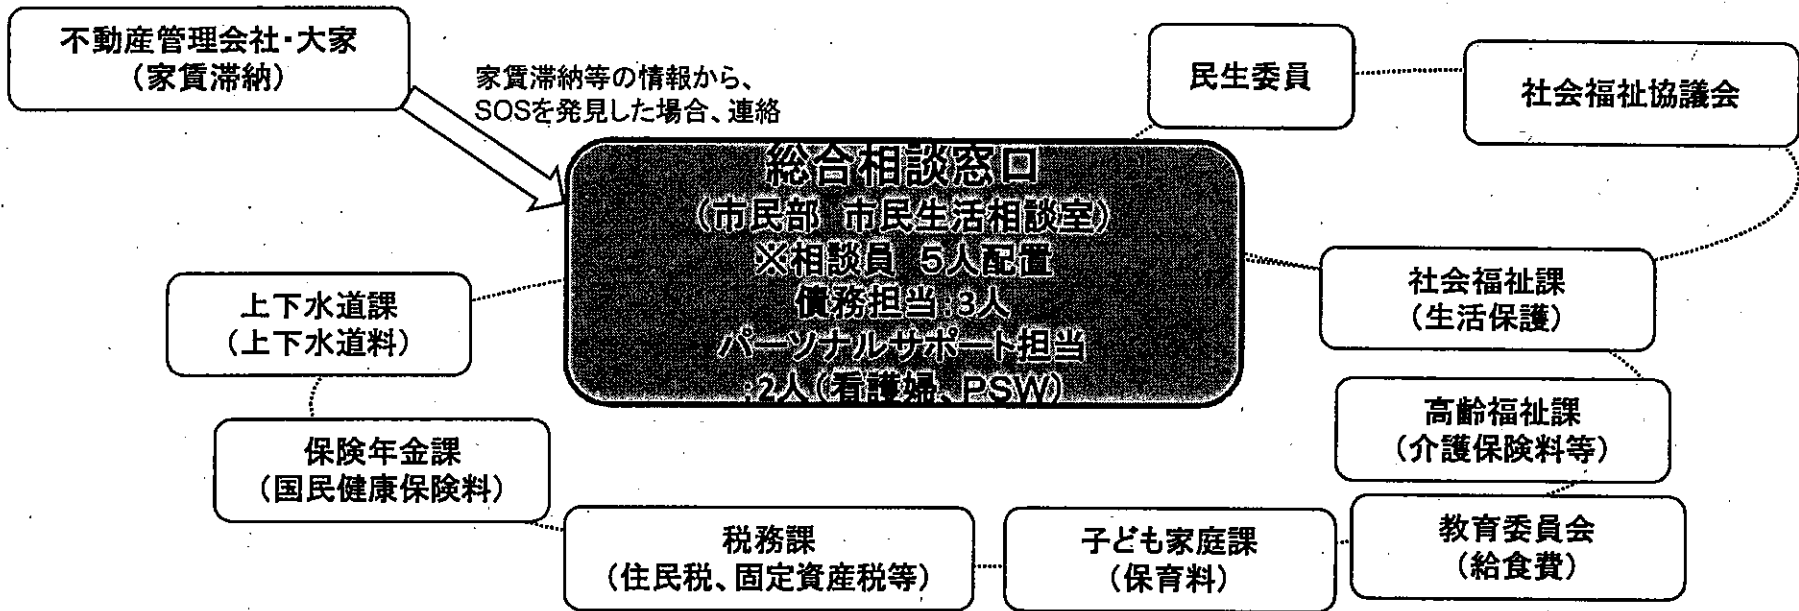 不動産管理会社・大家
(家賃滞納)
家賃滞納等の情報から、
SOSを発見した場合、連絡
民生委員
社会福祉協議会
総合相談窓口
(市民部 市民生活相談室)
※相談員 5人配置
債務担当:3人
パーソナルサポート担当
:2人(看護婦、PSW)
上下水道課
(上下水道料)
社会福祉課
(生活保護)
保険年金課
(国民健康保険料)
高齢福祉課
(介護保険料等)
税務課
(住民税、固定資産税等)
子ども家庭課
(保育料)
教育委員会
(給食費)